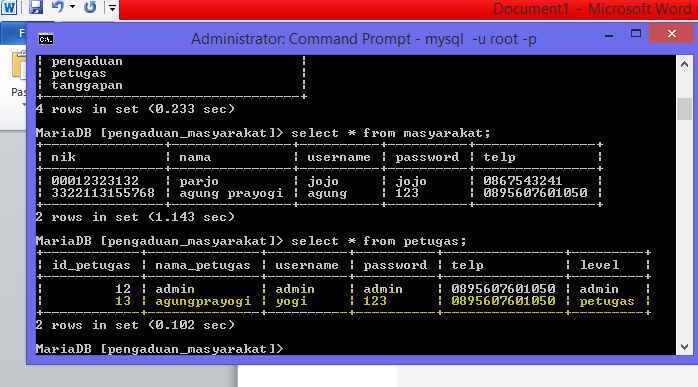 Document1 - Microsoft Word
Administrator: Command Prompt - mysql -u root -p
| pengaduan |
| petugas |
| tanggapan |
+--------------------------------+
4 rows in set (0.233 sec)
MariaDB [pengaduan_masyarakat]> select * from masyarakat;
| nik | nama | username | password | telp |
| 00012323132 | parjo | jojo | jojo | 0867543241 |
| 3322113155768 | agung prayogi | agung | 123 | 0895607601050 |
2 rows in set (1.143 sec)
MariaDB [pengaduan_masyarakat]> select * from petugas;
| id_petugas | nama_petugas | username | password | telp | level |
| 12 | admin | admin | admin | 0895607601050 | admin |
| 13 | agungprayogi | yogi | 123 | 0895607601050 | petugas |
2 rows in set (0.102 sec)
MariaDB [pengaduan_masyarakat]>